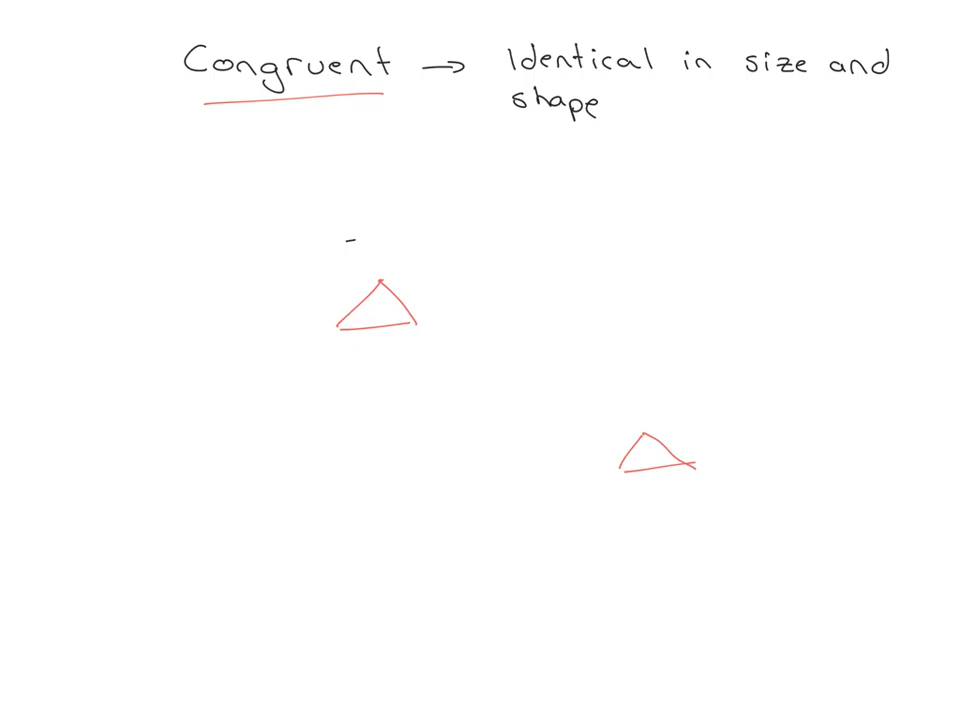 Congruent → Identical in size and
shape